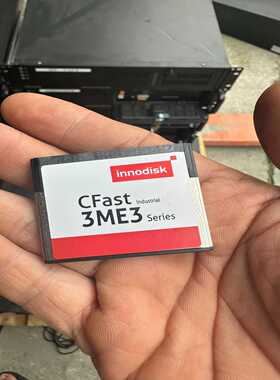 innodisk
CFast Industrial
3ME3 Series